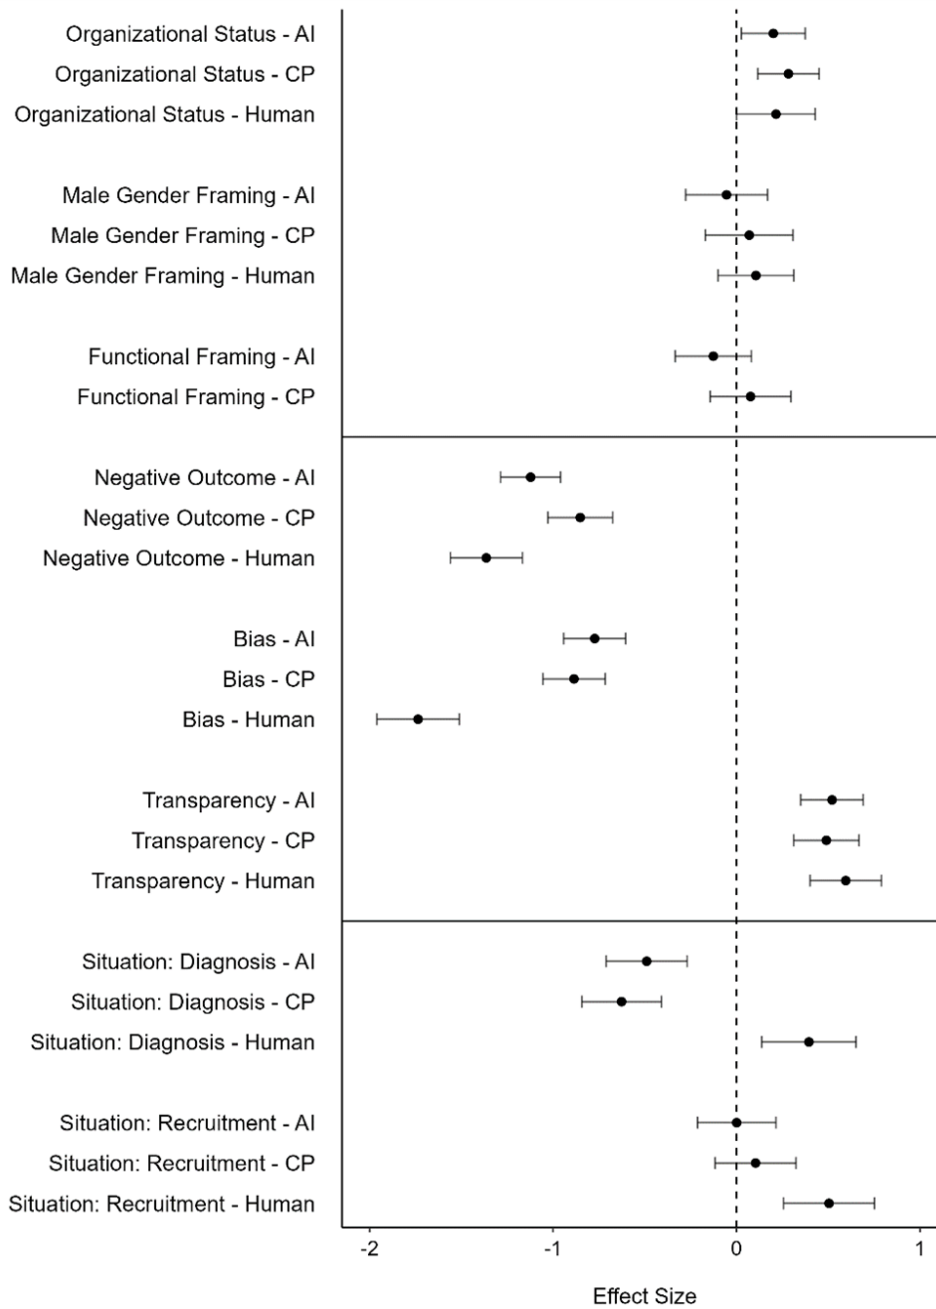 Organizational Status - AI
Organizational Status - CP
Organizational Status - Human
Male Gender Framing - AI
Male Gender Framing - CP
Male Gender Framing - Human
Functional Framing - AI
Functional Framing - CP
Negative Outcome - AI
Negative Outcome - CP
Negative Outcome - Human
Bias - AI
Bias - CP
Bias - Human
Transparency - AI
Transparency - CP
Transparency - Human
Situation: Diagnosis - AI
Situation: Diagnosis - CP
Situation: Diagnosis - Human
Situation: Recruitment - AI
Situation: Recruitment - CP
Situation: Recruitment - Human
-2 -1 0 1
Effect Size